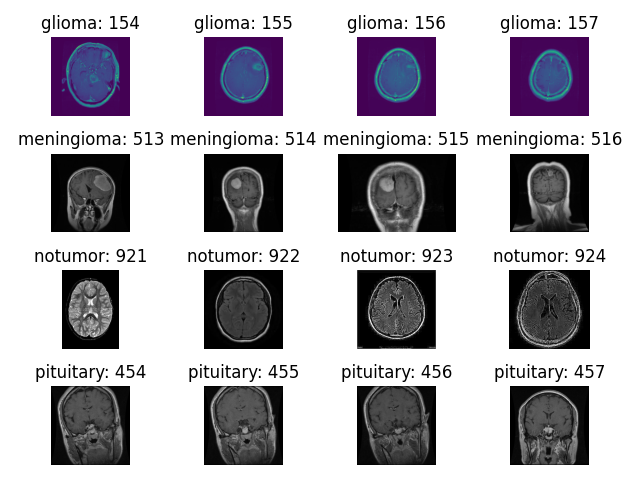 glioma: 154 glioma: 155 glioma: 156 glioma: 157
meningioma: 513 meningioma: 514 meningioma: 515 meningioma: 516
notumor: 921 notumor: 922 notumor: 923 notumor: 924
pituitary: 454 pituitary: 455 pituitary: 456 pituitary: 457